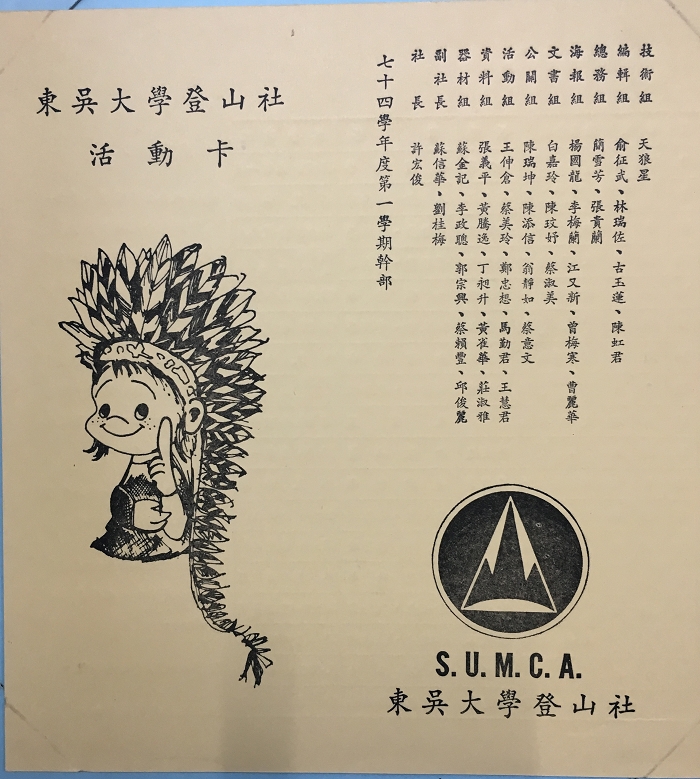 東吳大學登山社
活動卡
七十四學年度第一學期幹部
社長 許宏俊
副社長 蘇信華、劉桂梅
器材組 蘇金記、李政聰、郭宗興、蔡賴豐、邱俊麗
資料組 張義平、黃騰逸、丁昶升、黃崔華、莊淑雅
活動組 王仲倉、蔡美玲、鄭忠想、馬勤君、王慧君
公關組 陳瑞坤、陳添信、翁靜如、蔡意文
文書組 白嘉玲、陳玟妤、蔡淑美
海報組 楊國龍、李梅蘭、江又新、曾梅寒、曹麗華
總務組 簡雪芳、張貴蘭
編輯組 俞征武、林瑞佐、古玉蓮、陳虹君
技術組 天狼星
S.U.M.C.A.
東吳大學登山社